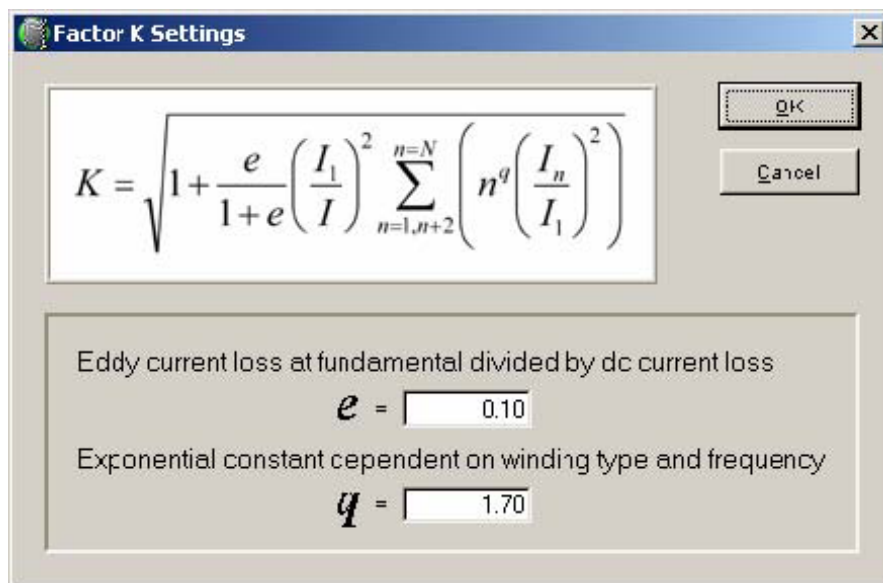 Factor K Settings
K = √(1 + e/(1+e) (I₁/I)² ∑_{n=1,n+2}^{n=N} (n^q (Iₙ/I₁)²))
OK
Cancel
Eddy current loss at fundamental divided by dc current loss
e = 0.10
Exponential constant cependent on winding type and frequency
q = 1.70